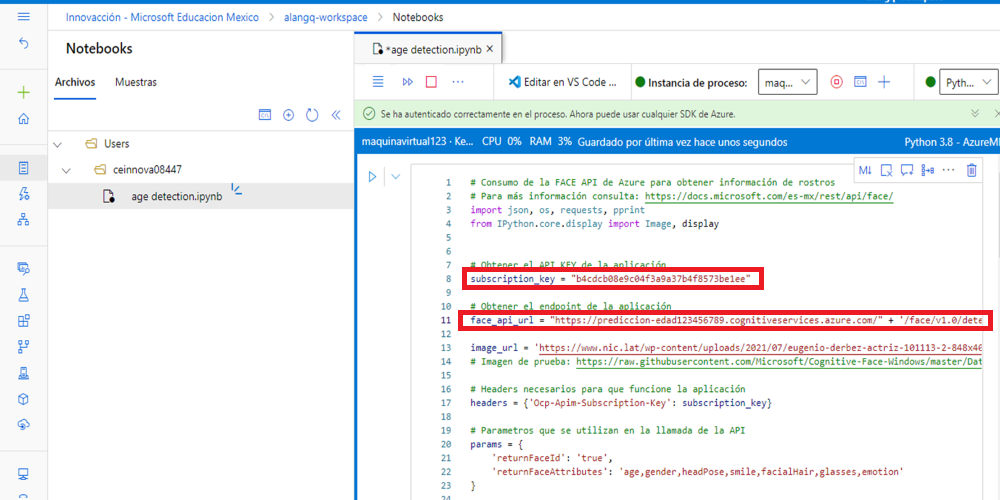 Innovacción - Microsoft Educacion Mexico > alangq-workspace > Notebooks
Notebooks
Archivos Muestras
Users
ceinnova08447
age detection.ipynb
*age detection.ipynb ×
Editar en VS Code ...
Instancia de proceso: maq...
Pyth...
Se ha autenticado correctamente en el proceso. Ahora puede usar cualquier SDK de Azure.
maquinavirtual123 · Ke... CPU 0% RAM 3% Guardado por última vez hace unos segundos Python 3.8 - AzureMl
M↓
1 # Consumo de la FACE API de Azure para obtener información de rostros
2 # Para más información consulta: https://docs.microsoft.com/es-mx/rest/api/face/
3 import json, os, requests, pprint
4 from IPython.core.display import Image, display
5
6
7 # Obtener el API KEY de la aplicación
8 subscription_key = "b4cdcb08e9c04f3a9a37b4f8573be1ee"
9
10 # Obtener el endpoint de la aplicación
11 face_api_url = "https://prediccion-edad123456789.cognitiveservices.azure.com/" + '/face/v1.0/dete
12
13 image_url = 'https://www.nic.lat/wp-content/uploads/2021/07/eugenio-derbez-actriz-101113-2-848x46
14 # Imagen de prueba: https://raw.githubusercontent.com/Microsoft/Cognitive-Face-Windows/master/Dat
15
16 # Headers necesarios para que funcione la aplicación
17 headers = {'Ocp-Apim-Subscription-Key': subscription_key}
18
19 # Parametros que se utilizan en la llamada de la API
20 params = {
21 'returnFaceId': 'true',
22 'returnFaceAttributes': 'age,gender,headPose,smile,facialHair,glasses,emotion'
23 }